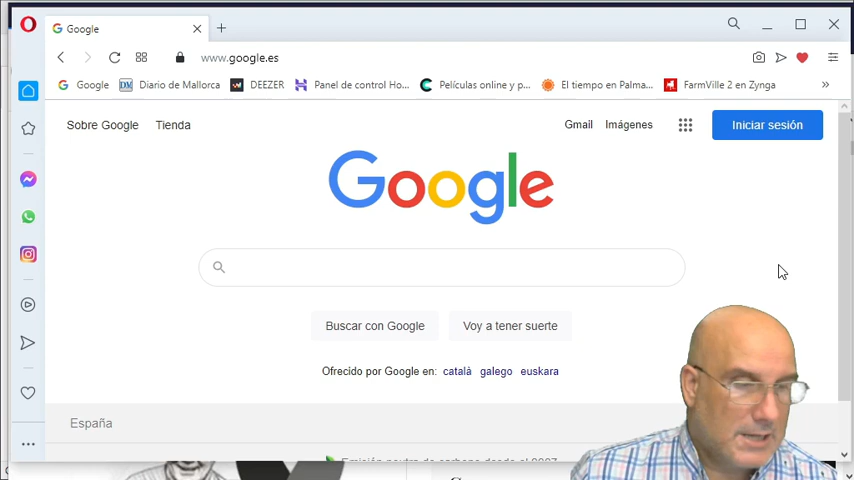 Google
www.google.es
Google
Diario de Mallorca
DEEZER
Panel de control Ho...
Películas online y p...
El tiempo en Palma...
FarmVille 2 en Zynga
Sobre Google
Tienda
Gmail
Imágenes
Iniciar sesión
Google
Buscar con Google
Voy a tener suerte
Ofrecido por Google en: català galego euskara
España